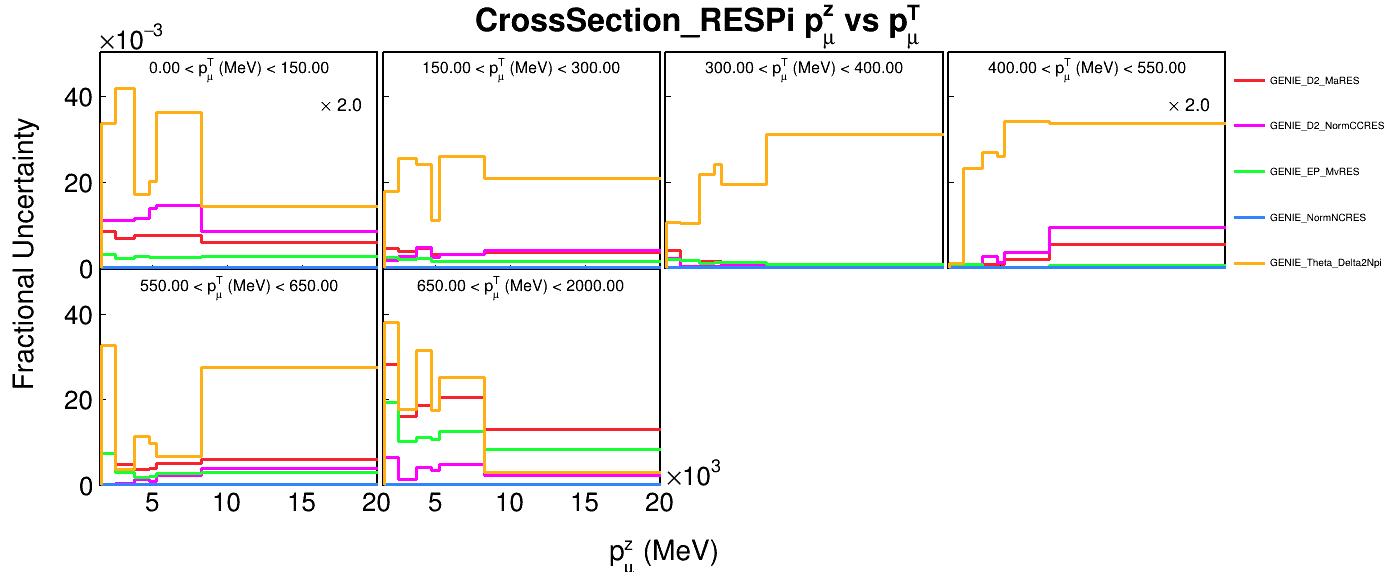 CrossSection_RESPi p^z_μ vs p^T_μ
×10^−3
0.00 < p^T_μ (MeV) < 150.00
150.00 < p^T_μ (MeV) < 300.00
300.00 < p^T_μ (MeV) < 400.00
400.00 < p^T_μ (MeV) < 550.00
× 2.0
× 2.0
40
20
0
GENIE_D2_MaRES
GENIE_D2_NormCCRES
GENIE_EP_MvRES
GENIE_NormNCRES
GENIE_Theta_Delta2Npi
Fractional Uncertainty
550.00 < p^T_μ (MeV) < 650.00
650.00 < p^T_μ (MeV) < 2000.00
40
20
0
5
10
15
20
5
10
15
20
×10^3
p^z_μ (MeV)